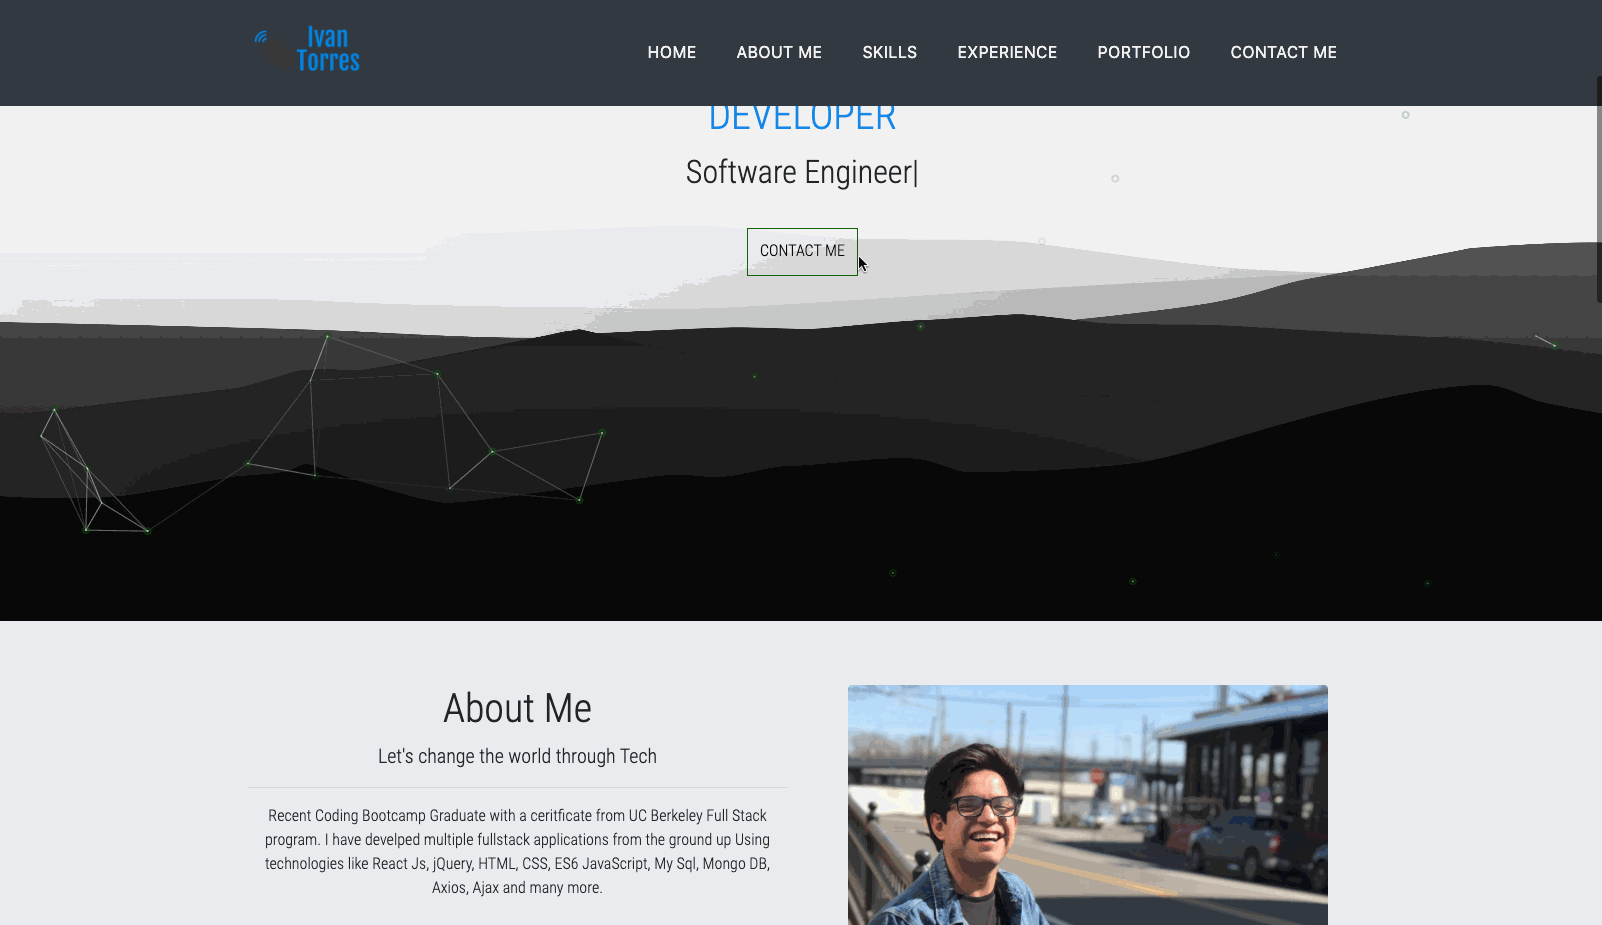 Ivan
Torres
HOME ABOUT ME SKILLS EXPERIENCE PORTFOLIO CONTACT ME
DEVELOPER
Software Engineer|
CONTACT ME
About Me
Let's change the world through Tech
Recent Coding Bootcamp Graduate with a ceritficate from UC Berkeley Full Stack
program. I have develped multiple fullstack applications from the ground up Using
technologies like React Js, jQuery, HTML, CSS, ES6 JavaScript, My Sql, Mongo DB,
Axios, Ajax and many more.